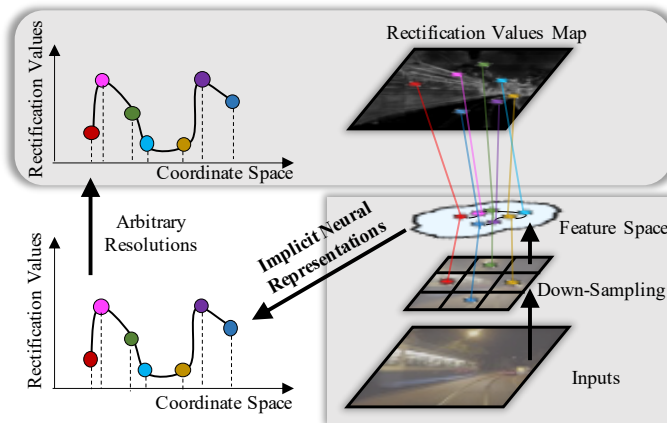 Rectification Values Map
Rectification Values
Coordinate Space
Arbitrary
Resolutions
Implicit Neural
Representations
Feature Space
Down-Sampling
Inputs
Rectification Values
Coordinate Space